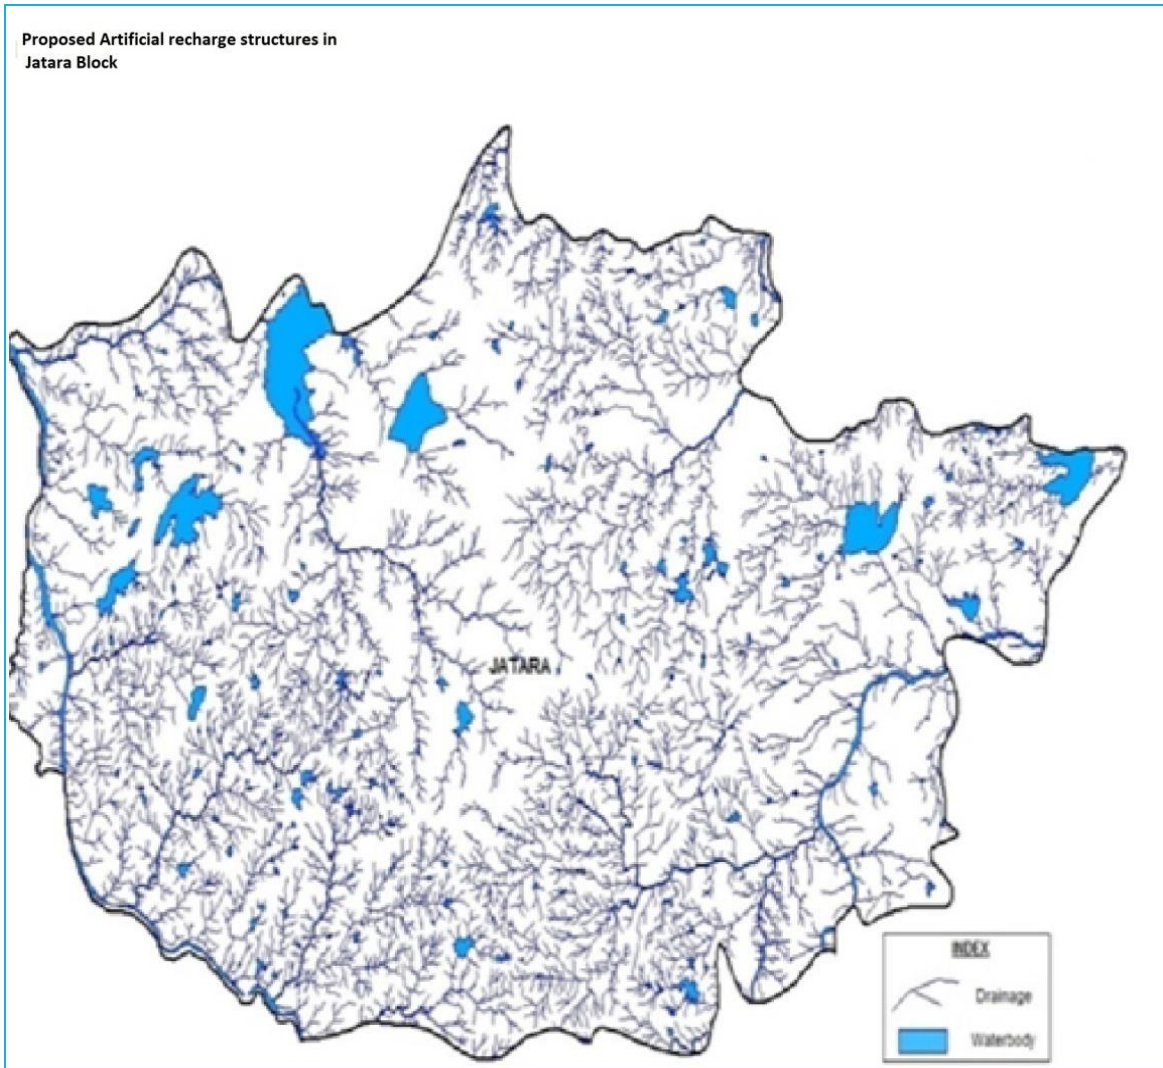 Proposed Artificial recharge structures in
Jatara Block
JATARA
INDEX
Drainage
Waterbody